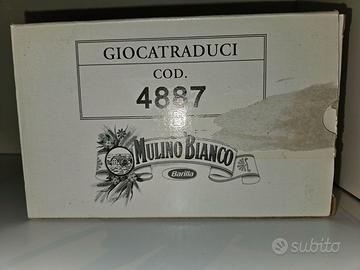 GIOCATRADUCI
COD.
4887
MULINO BIANCO
Barilla
subito